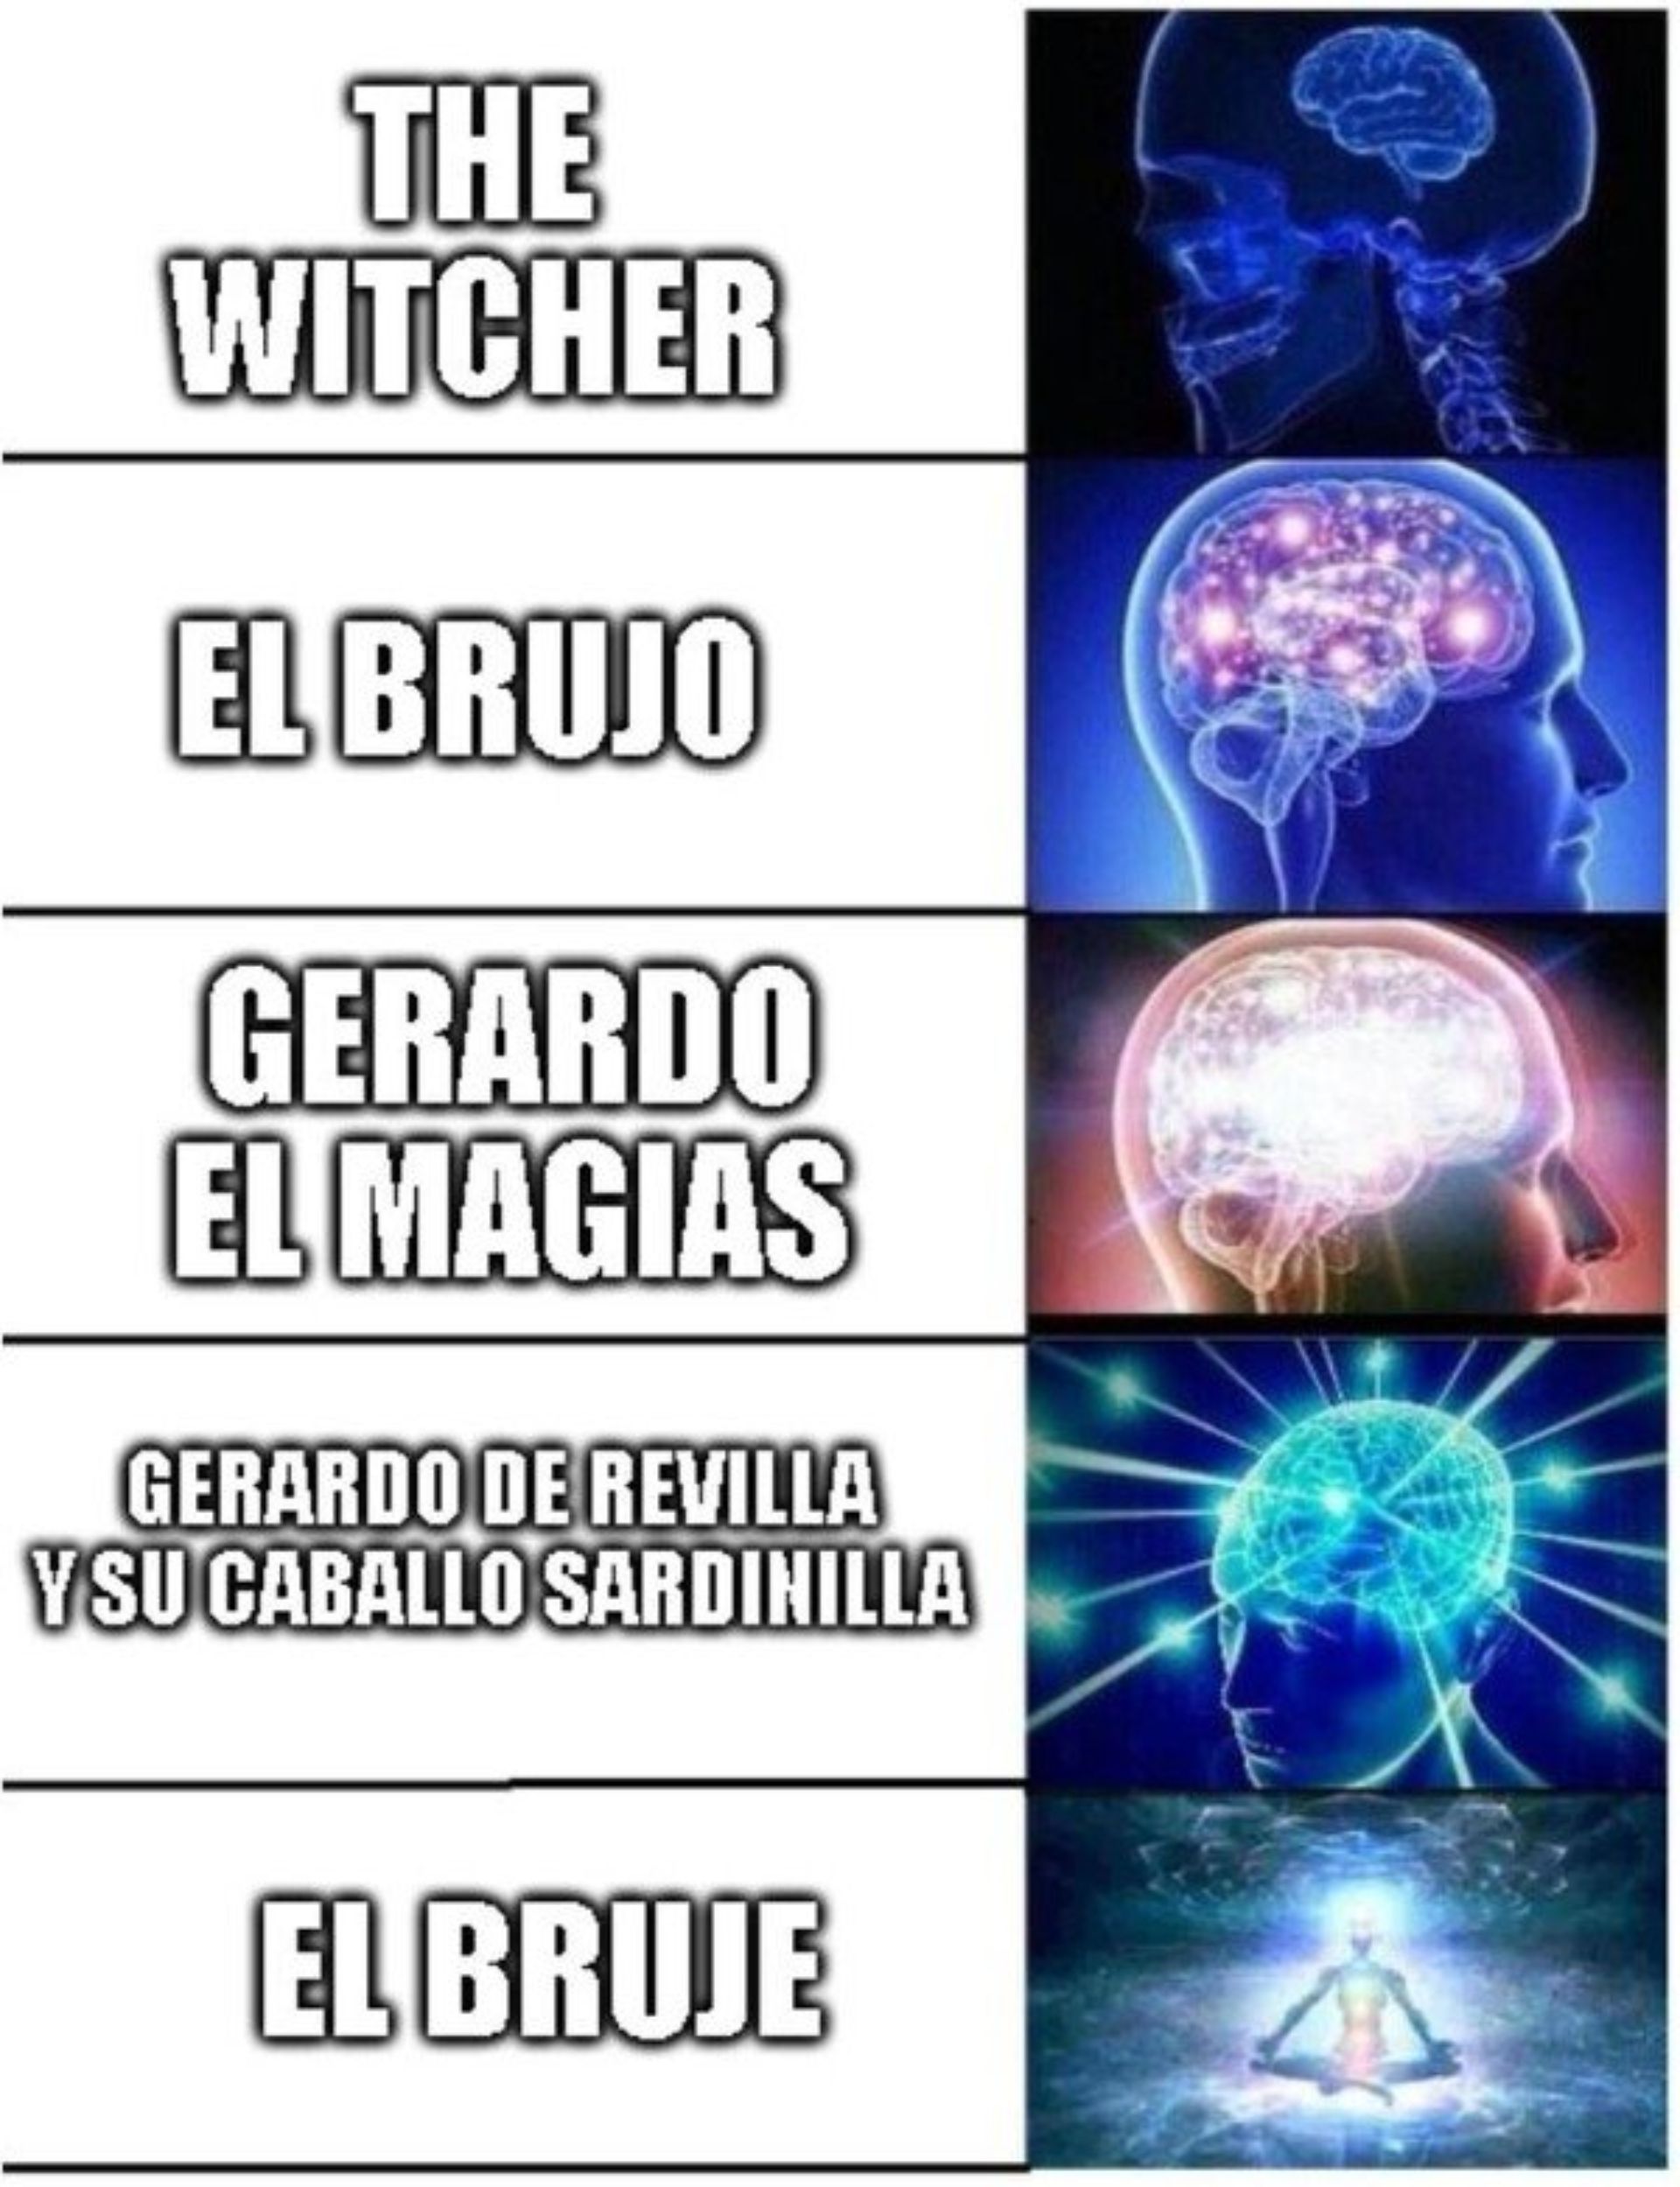 THE
WITCHER
EL BRUJO
GERARDO
EL MAGIAS
GERARDO DE REVILLA
Y SU CABALLO SARDINILLA
EL BRUJE